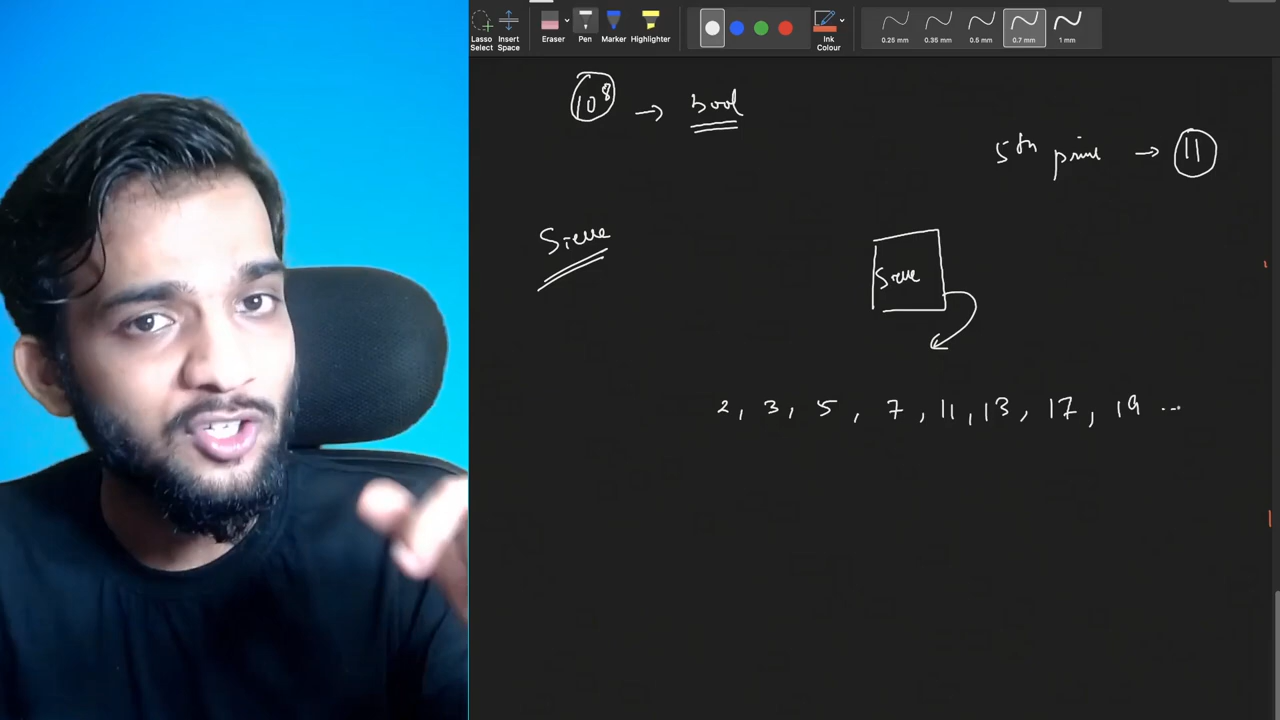 Lasso Select
Insert Space
Eraser
Pen
Marker
Highlighter
Ink Colour
0.25 mm
0.35 mm
0.5 mm
0.7 mm
1 mm
10^8 → bool
5th prime → 11
Sieve
Sieve
2, 3, 5, 7, 11, 13, 17, 19 ...